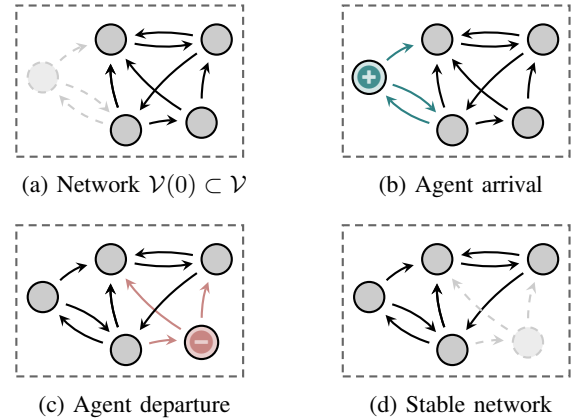 (a) Network 𝒱(0) ⊂ 𝒱
(b) Agent arrival
(c) Agent departure
(d) Stable network